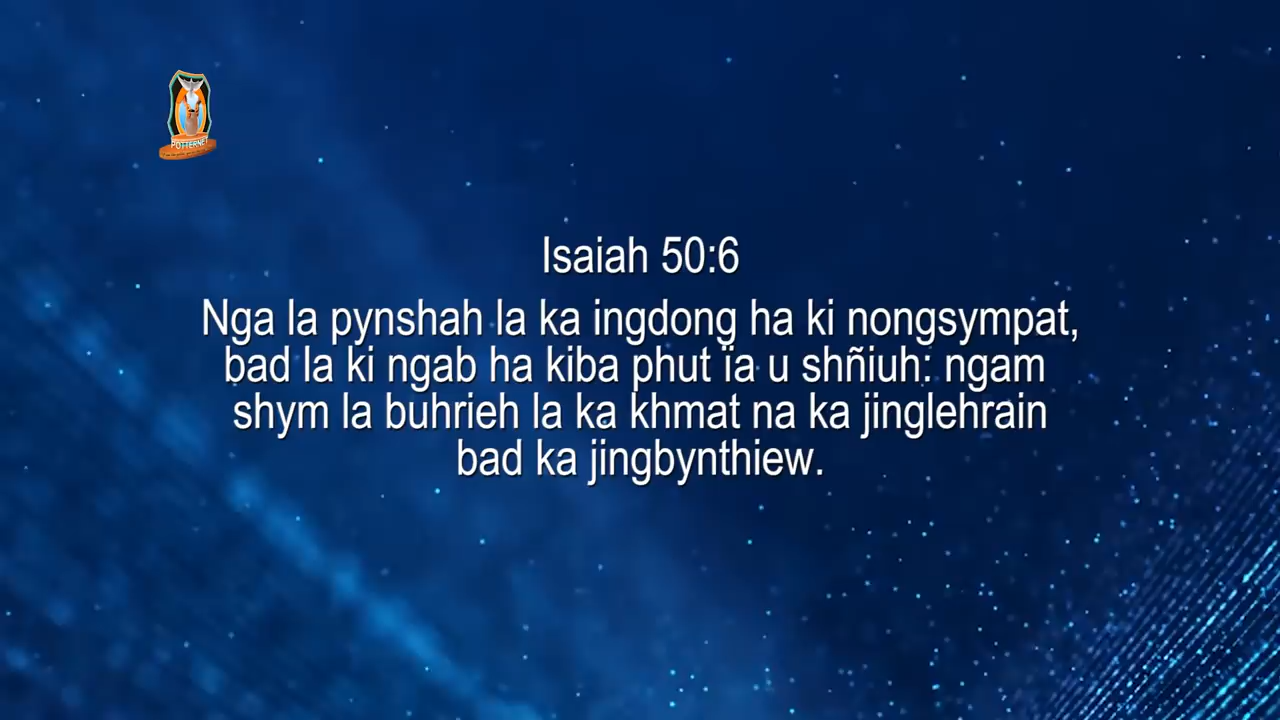 POTTERNET
Isaiah 50:6
Nga la pynshah la ka ingdong ha ki nongsympat,
bad la ki ngab ha kiba phut ïa u shñiuh: ngam
shym la buhrieh la ka khmat na ka jinglehrain
bad ka jingbynthiew.